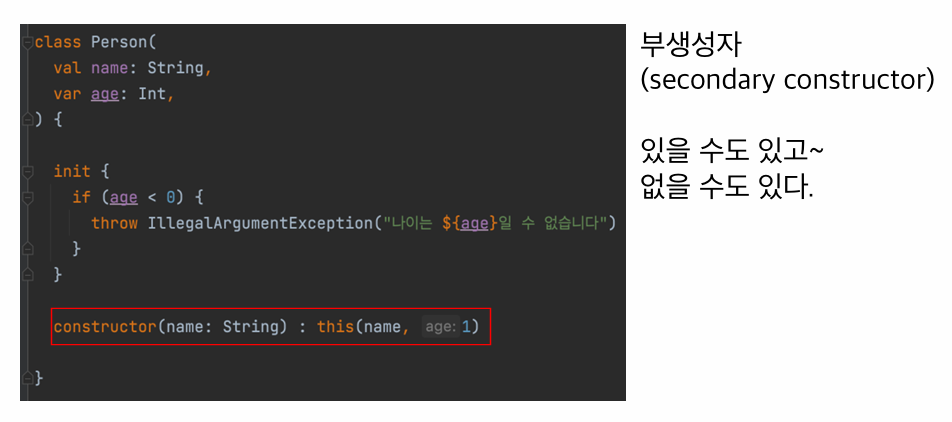 class Person(
  val name: String,
  var age: Int,
) {
  init {
    if (age < 0) {
      throw IllegalArgumentException("나이는 ${age}일 수 없습니다")
    }
  }
  constructor(name: String) : this(name, age: 1)
}
부생성자
(secondary constructor)
있을 수도 있고~
없을 수도 있다.